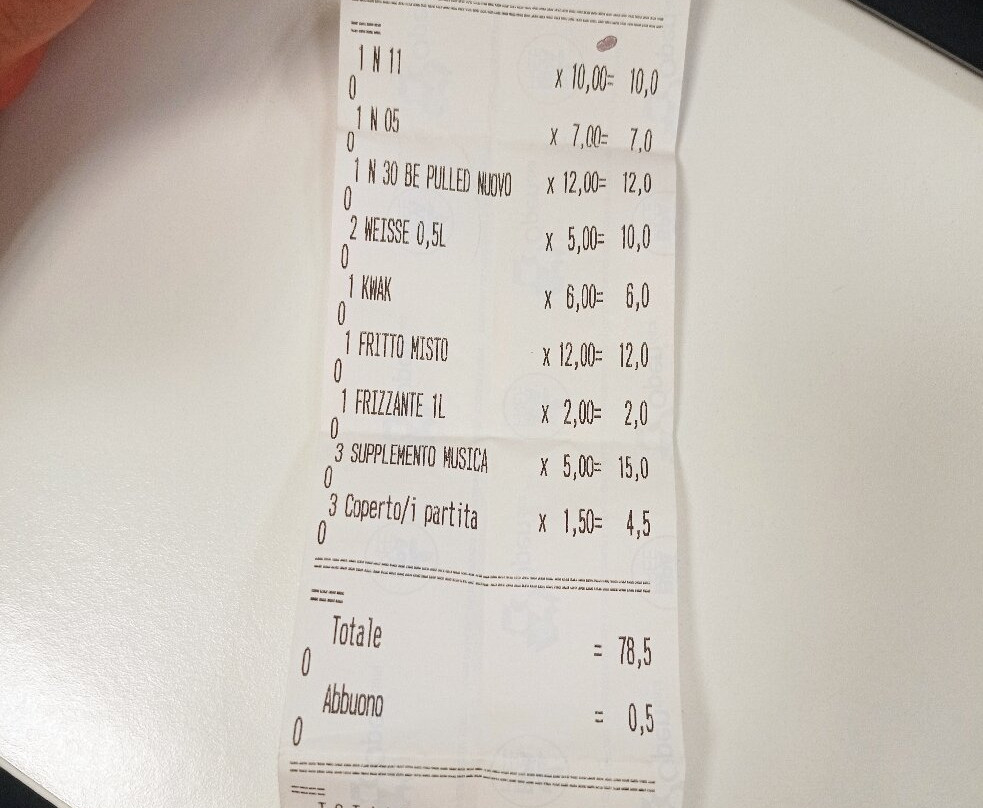 ====
1 N 11 x 10,00= 10,0
0
1 N 05 x 7,00= 7,0
0
1 N 30 BE PULLED NUOVO x 12,00= 12,0
0
2 WEISSE 0,5L x 5,00= 10,0
0
1 KWAK x 6,00= 6,0
0
1 FRITTO MISTO x 12,00= 12,0
0
1 FRIZZANTE 1L x 2,00= 2,0
0
3 SUPPLEMENTO MUSICA x 5,00= 15,0
0
3 Coperto/i partita x 1,50= 4,5
0
====
Totale = 78,5
0
Abbuono = 0,5
0
====